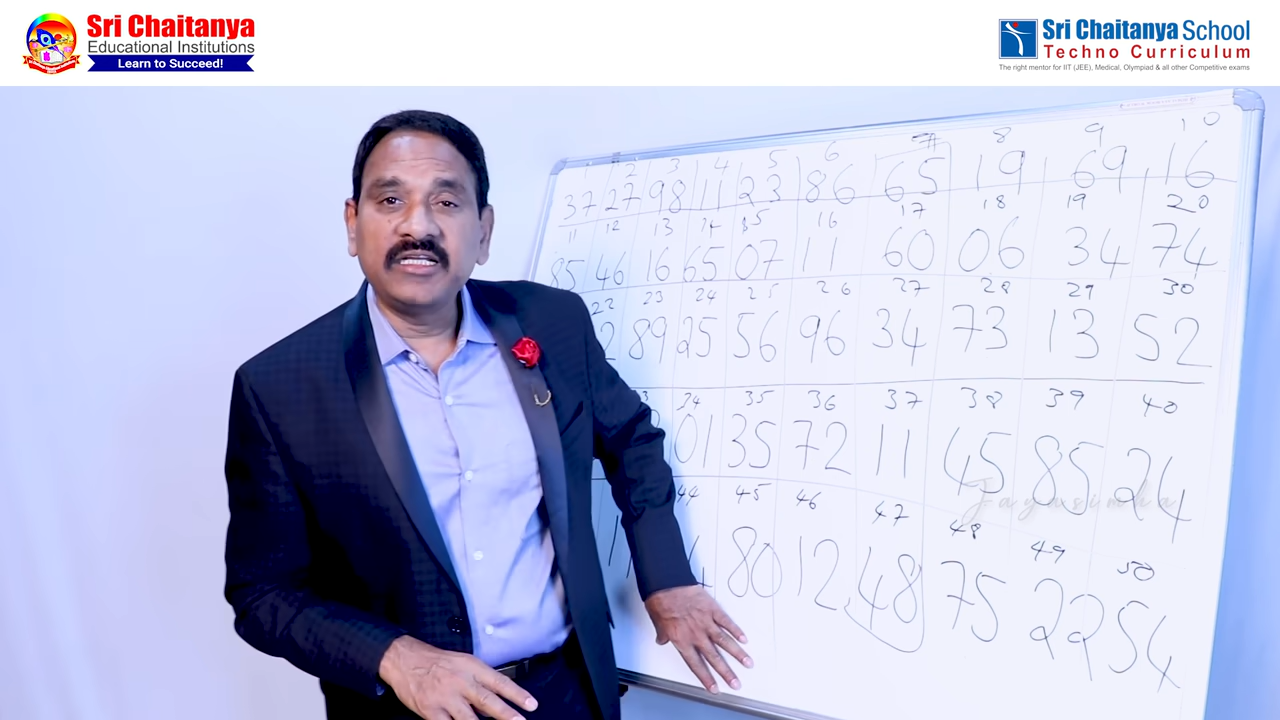 Sri Chaitanya
Educational Institutions
Learn to Succeed!
Sri Chaitanya School
Techno Curriculum
The right mentor for IIT (JEE), Medical, Olympiad & all other Competitive exams
1 2 3 4 5 6 7 8 9 10
37 27 98 11 23 86 65 19 69 16
11 12 13 14 15 16 17 18 19 20
85 46 16 65 07 11 60 06 34 74
22 23 24 25 26 27 28 29 30
2 89 25 56 96 34 73 13 52
34 35 36 37 38 39 40
01 35 72 11 45 85 24
Jayasimha
44 45 46 47 48 49 50
80 12 48 75 22 54